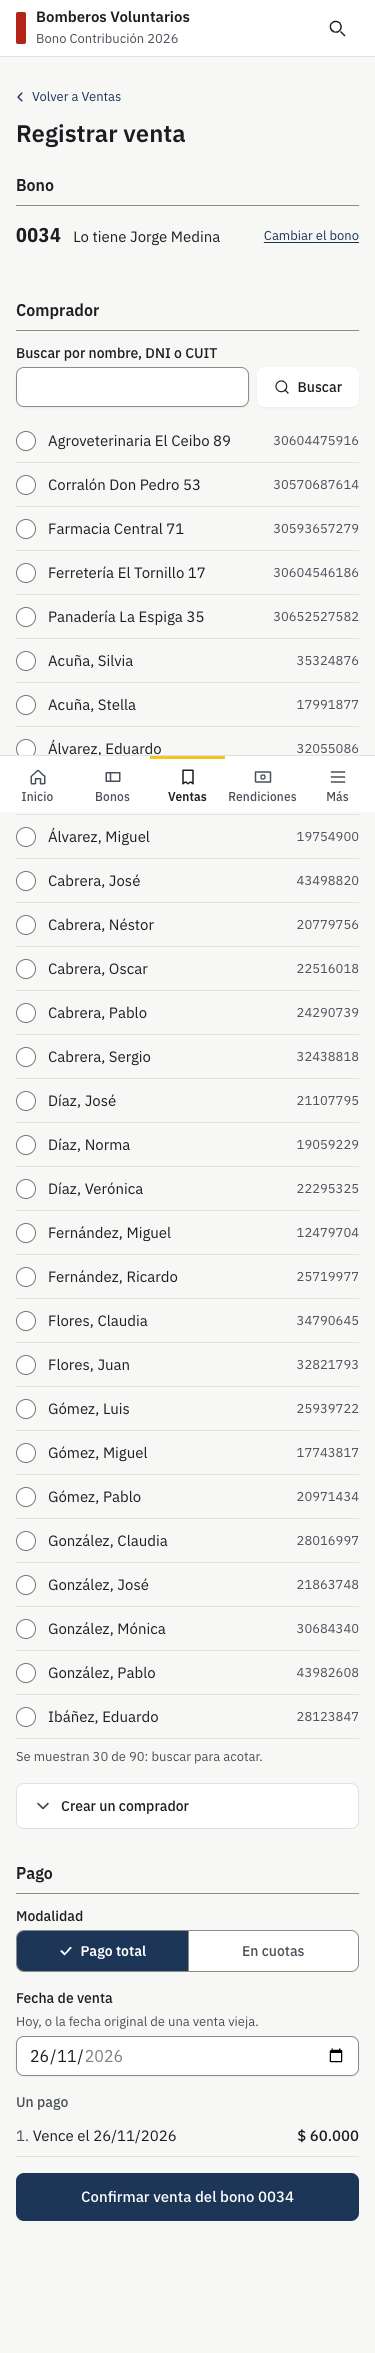 Bomberos Voluntarios
Bono Contribución 2026
Volver a Ventas
Registrar venta
Bono
0034 Lo tiene Jorge Medina Cambiar el bono
Comprador
Buscar por nombre, DNI o CUIT
Buscar
Agroveterinaria El Ceibo 89 30604475916
Corralón Don Pedro 53 30570687614
Farmacia Central 71 30593657279
Ferretería El Tornillo 17 30604546186
Panadería La Espiga 35 30652527582
Acuña, Silvia 35324876
Acuña, Stella 17991877
Álvarez, Eduardo 32055086
Inicio Bonos Ventas Rendiciones Más
Álvarez, Miguel 19754900
Cabrera, José 43498820
Cabrera, Néstor 20779756
Cabrera, Oscar 22516018
Cabrera, Pablo 24290739
Cabrera, Sergio 32438818
Díaz, José 21107795
Díaz, Norma 19059229
Díaz, Verónica 22295325
Fernández, Miguel 12479704
Fernández, Ricardo 25719977
Flores, Claudia 34790645
Flores, Juan 32821793
Gómez, Luis 25939722
Gómez, Miguel 17743817
Gómez, Pablo 20971434
González, Claudia 28016997
González, José 21863748
González, Mónica 30684340
González, Pablo 43982608
Ibáñez, Eduardo 28123847
Se muestran 30 de 90: buscar para acotar.
Crear un comprador
Pago
Modalidad
Pago total En cuotas
Fecha de venta
Hoy, o la fecha original de una venta vieja.
26/11/2026
Un pago
1. Vence el 26/11/2026 $ 60.000
Confirmar venta del bono 0034